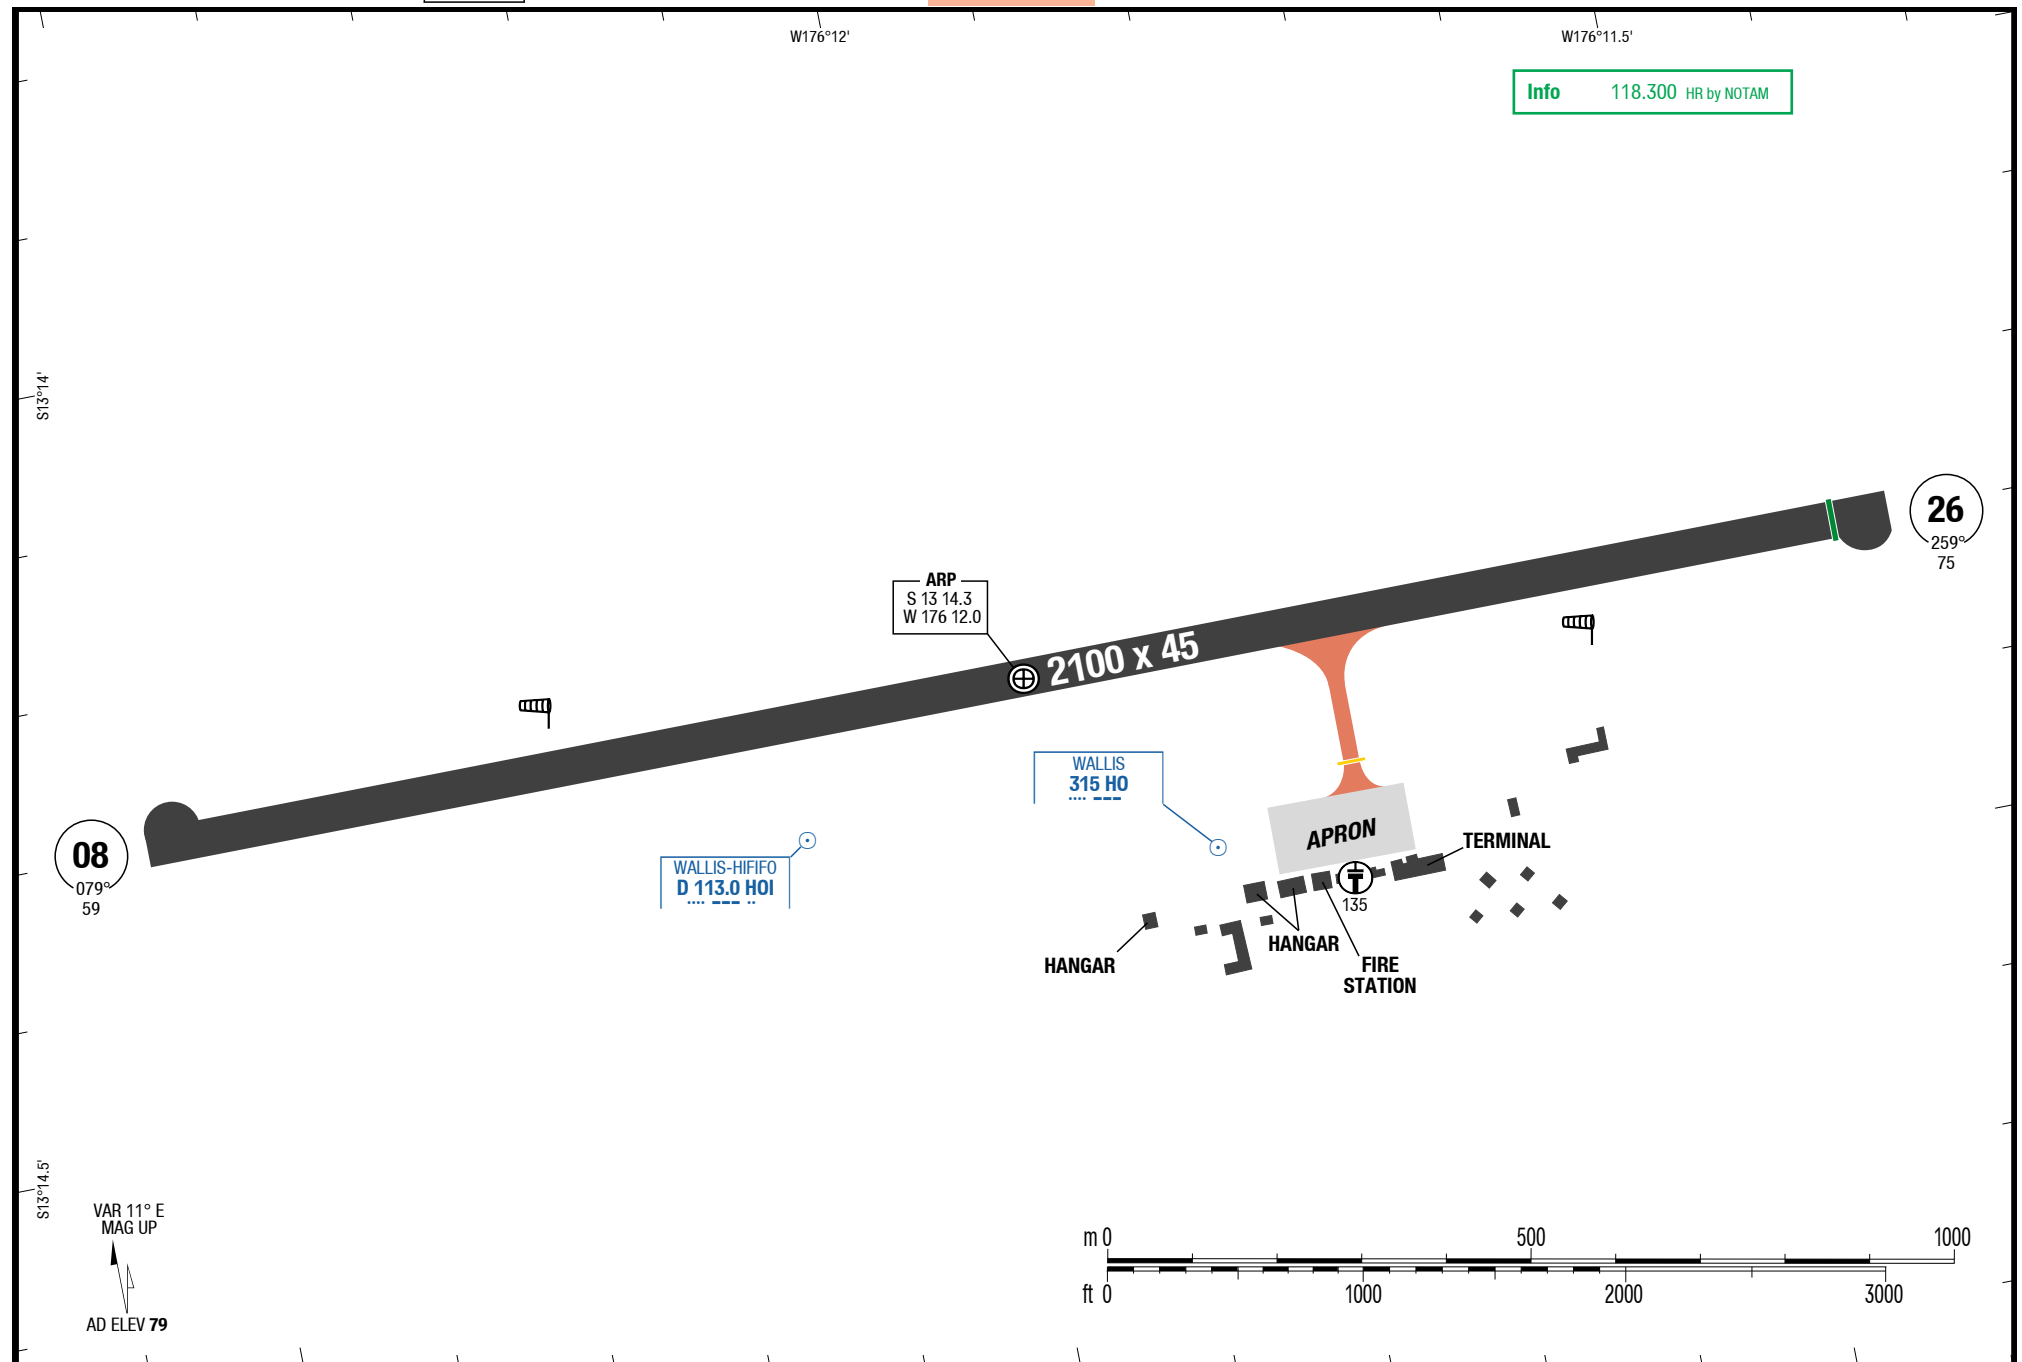 W176°12'
W176°11.5'
Info 118.300 HR by NOTAM
S13°14'
26
259°
75
ARP
S 13 14.3
W 176 12.0
2100 x 45
WALLIS
315 HO
08
079°
59
WALLIS-HIFIFO
D 113.0 HOI
APRON
TERMINAL
135
HANGAR
HANGAR
FIRE
STATION
S13°14.5'
VAR 11° E
MAG UP
AD ELEV 79
m 0 500 1000
ft 0 1000 2000 3000